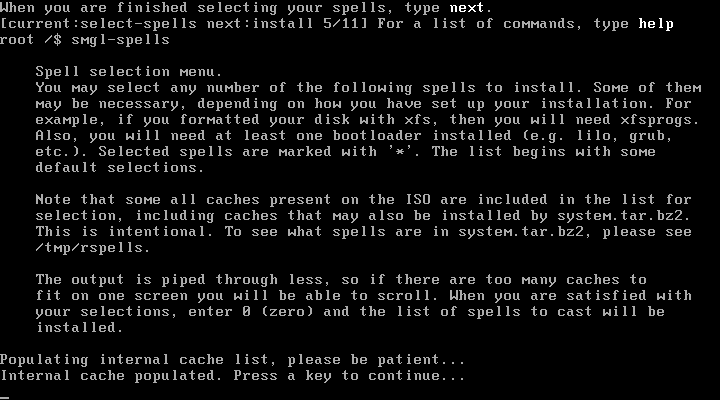 When you are finished selecting your spells, type next.
[current:select-spells next:install 5/11] For a list of commands, type help
root /$ smgl-spells
Spell selection menu.
You may select any number of the following spells to install. Some of them
may be necessary, depending on how you have set up your installation. For
example, if you formatted your disk with xfs, then you will need xfsprogs.
Also, you will need at least one bootloader installed (e.g. lilo, grub,
etc.). Selected spells are marked with '*'. The list begins with some
default selections.
Note that some all caches present on the ISO are included in the list for
selection, including caches that may also be installed by system.tar.bz2.
This is intentional. To see what spells are in system.tar.bz2, please see
/tmp/rspells.
The output is piped through less, so if there are too many caches to
fit on one screen you will be able to scroll. When you are satisfied with
your selections, enter 0 (zero) and the list of spells to cast will be
installed.
Populating internal cache list, please be patient...
Internal cache populated. Press a key to continue...